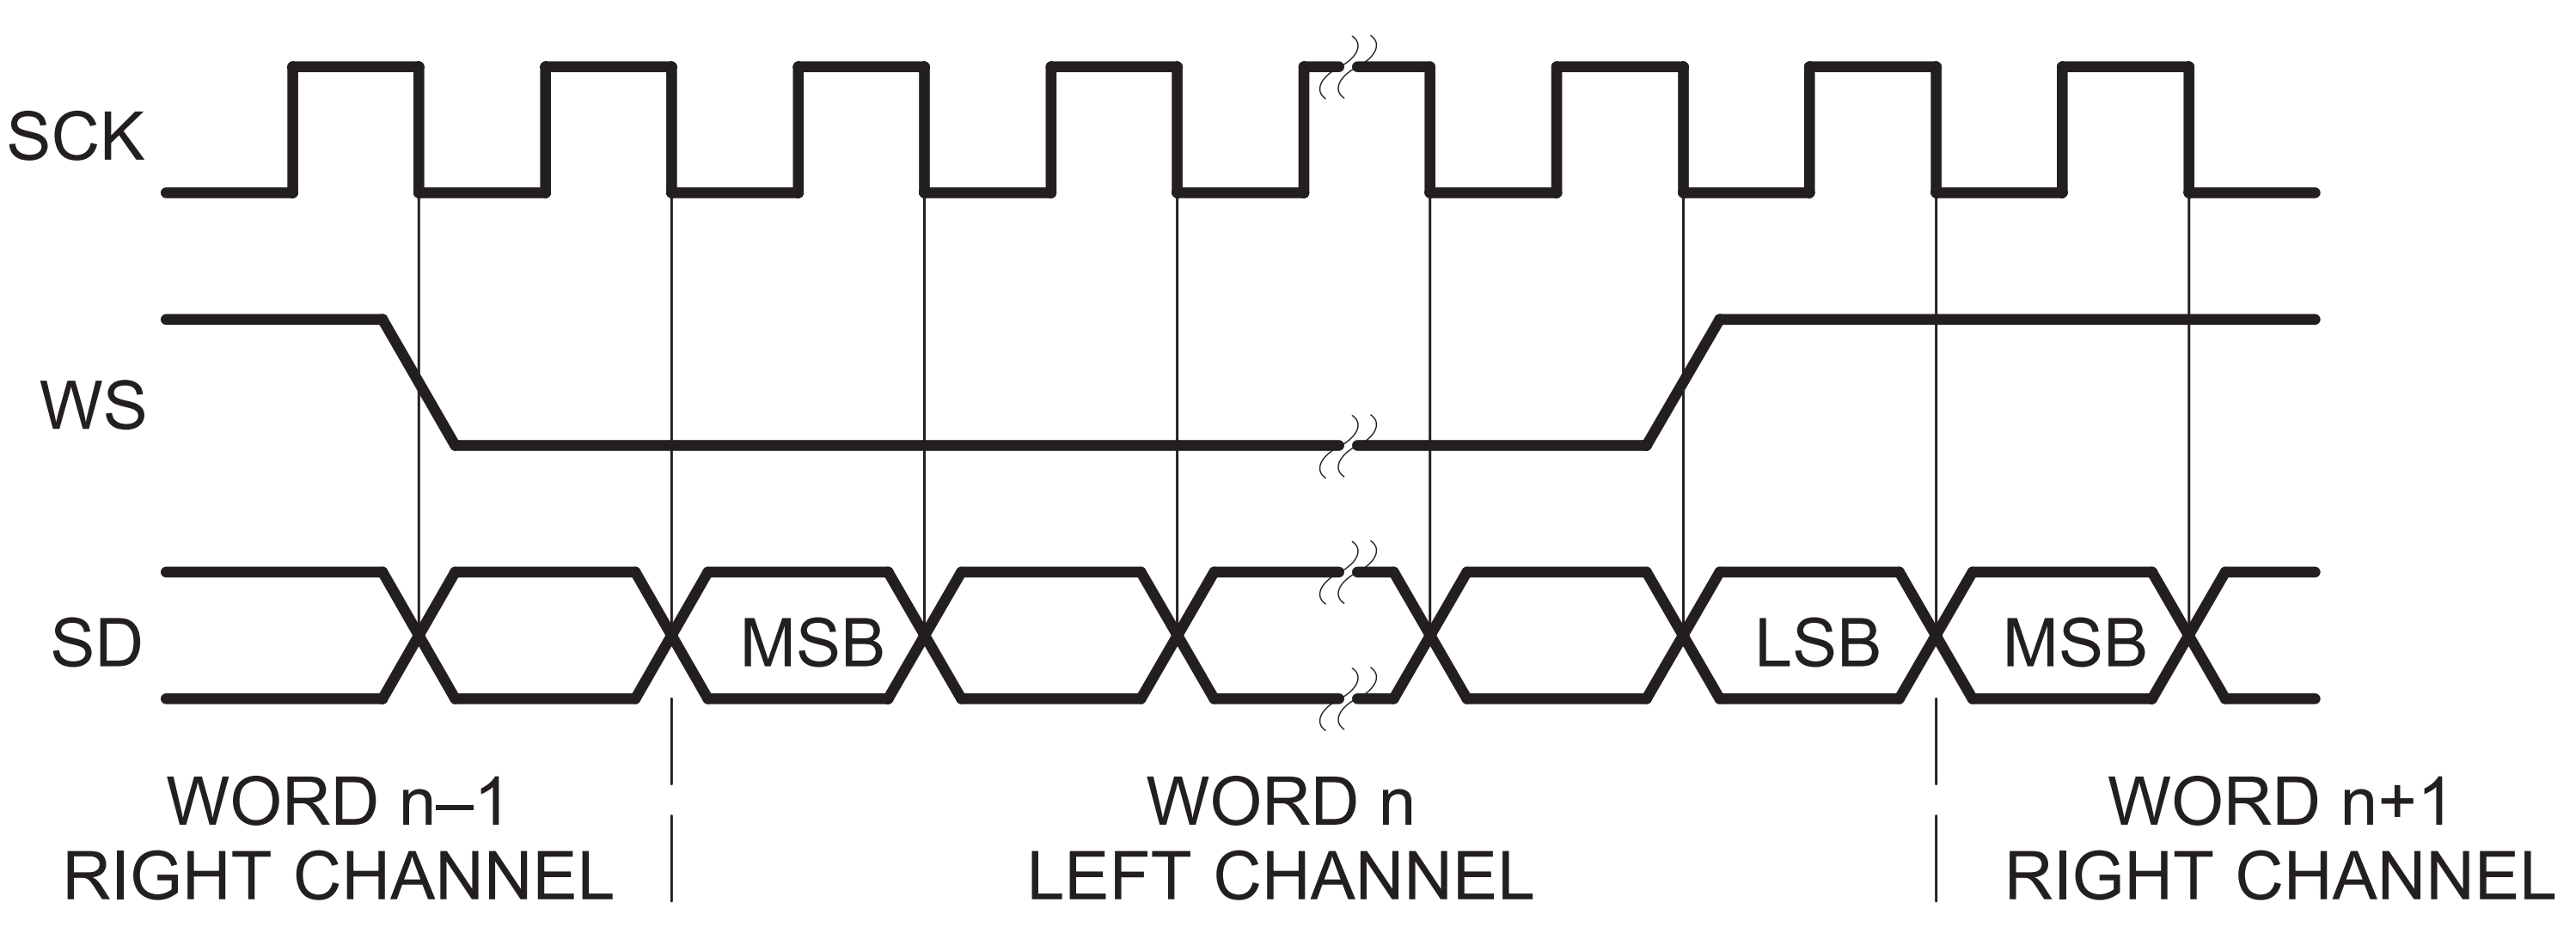 SCK
WS
SD
MSB
LSB
MSB
WORD n–1
RIGHT CHANNEL
WORD n
LEFT CHANNEL
WORD n+1
RIGHT CHANNEL